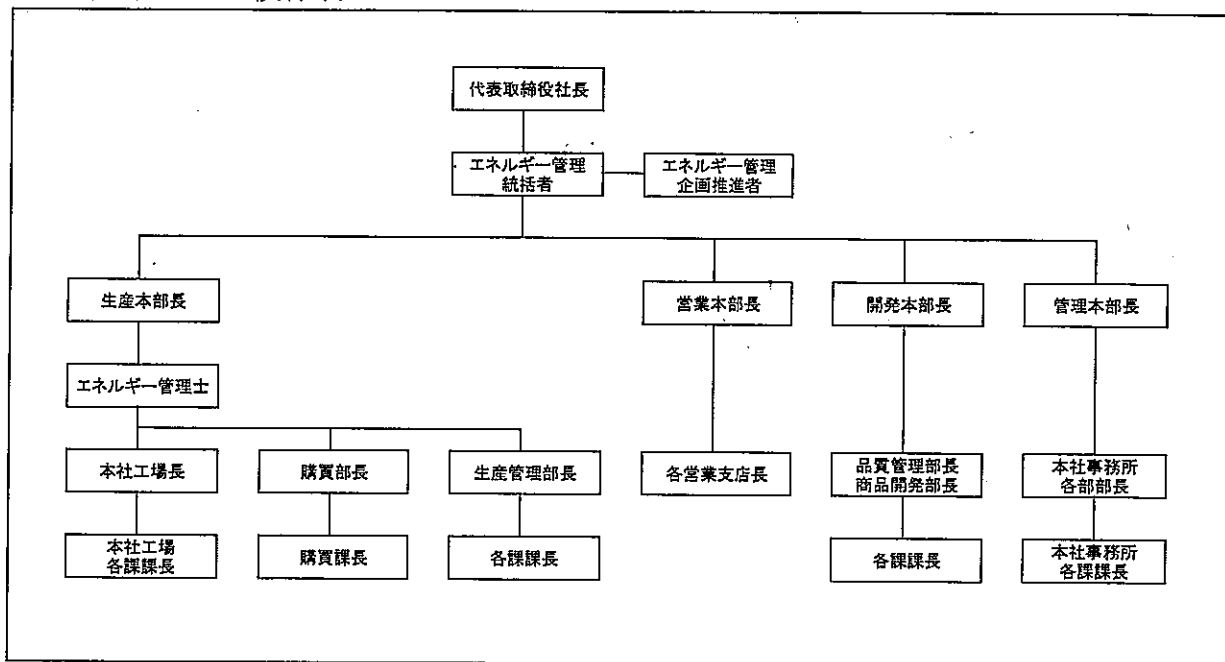 代表取締役社長
エネルギー管理
統括者
エネルギー管理
企画推進者
生産本部長
営業本部長
開発本部長
管理本部長
エネルギー管理士
本社工場長
購買部長
生産管理部長
各営業支店長
品質管理部長
商品開発部長
本社事務所
各部部長
本社工場
各課課長
購買課長
各課課長
各課課長
本社事務所
各課課長